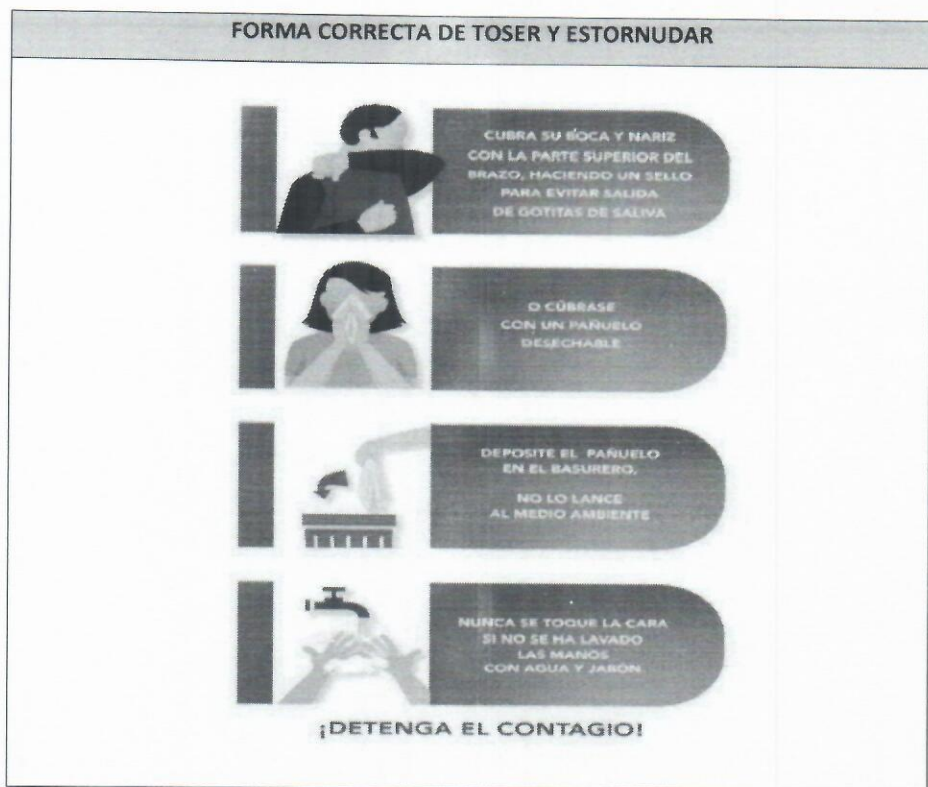 FORMA CORRECTA DE TOSER Y ESTORNUDAR
CUBRA SU BOCA Y NARIZ
CON LA PARTE SUPERIOR DEL
BRAZO, HACIENDO UN SELLO
PARA EVITAR SALIDA
DE GOTITAS DE SALIVA
O CÚBRASE
CON UN PAÑUELO
DESECHABLE
DEPOSITE EL PAÑUELO
EN EL BASURERO,
NO LO LANCE
AL MEDIO AMBIENTE
NUNCA SE TOQUE LA CARA
SI NO SE HA LAVADO
LAS MANOS
CON AGUA Y JABÓN
¡DETENGA EL CONTAGIO!